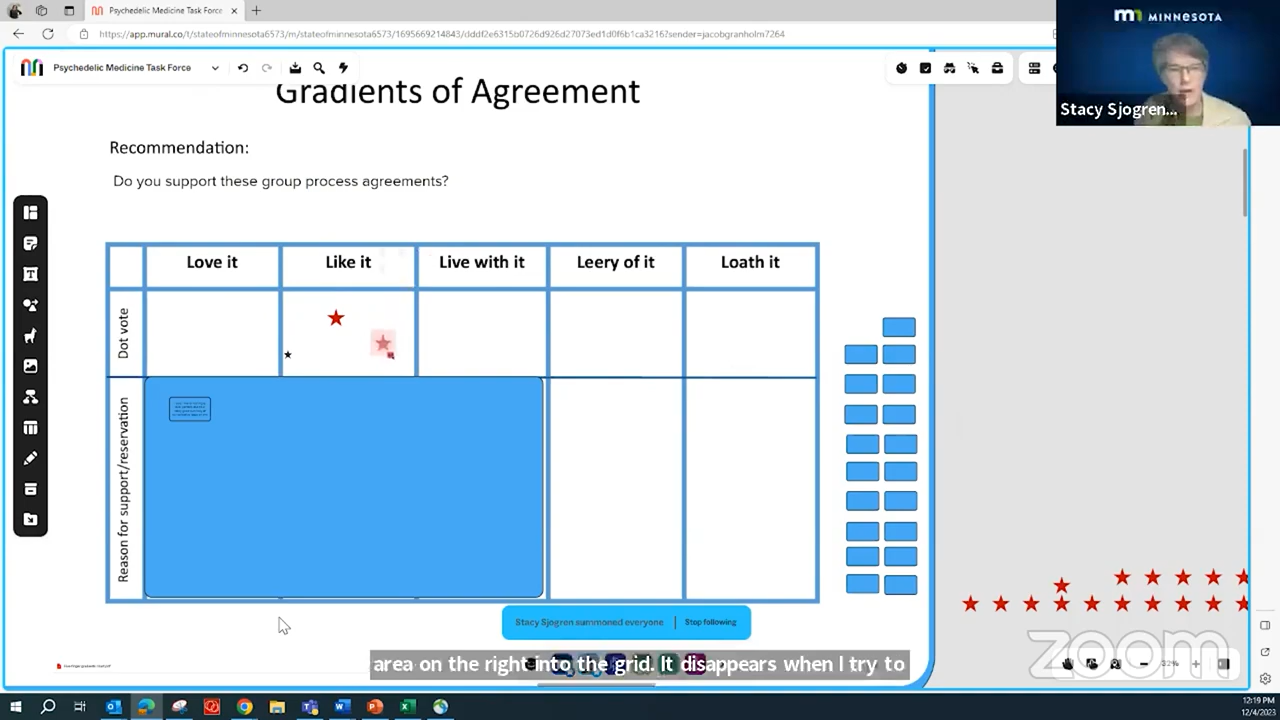 Psychedelic Medicine Task Force
https://app.mural.co/t/stateofminnesota6573/m/stateofminnesota6573/1695669214843/dddf2e6315b0726d926d27073ed1d0f6b1ca3216?sender=jacobgranholm7264
MINNESOTA
Psychedelic Medicine Task Force
Stacy Sjogren...
Gradients of Agreement
Recommendation:
Do you support these group process agreements?
Love it
Like it
Live with it
Leery of it
Loath it
Dot vote
Reason for support/reservation
Stacy Sjogren summoned everyone
Stop following
area on the right into the grid. It disappears when I try to
zoom
32%
12:19 PM
12/4/2023